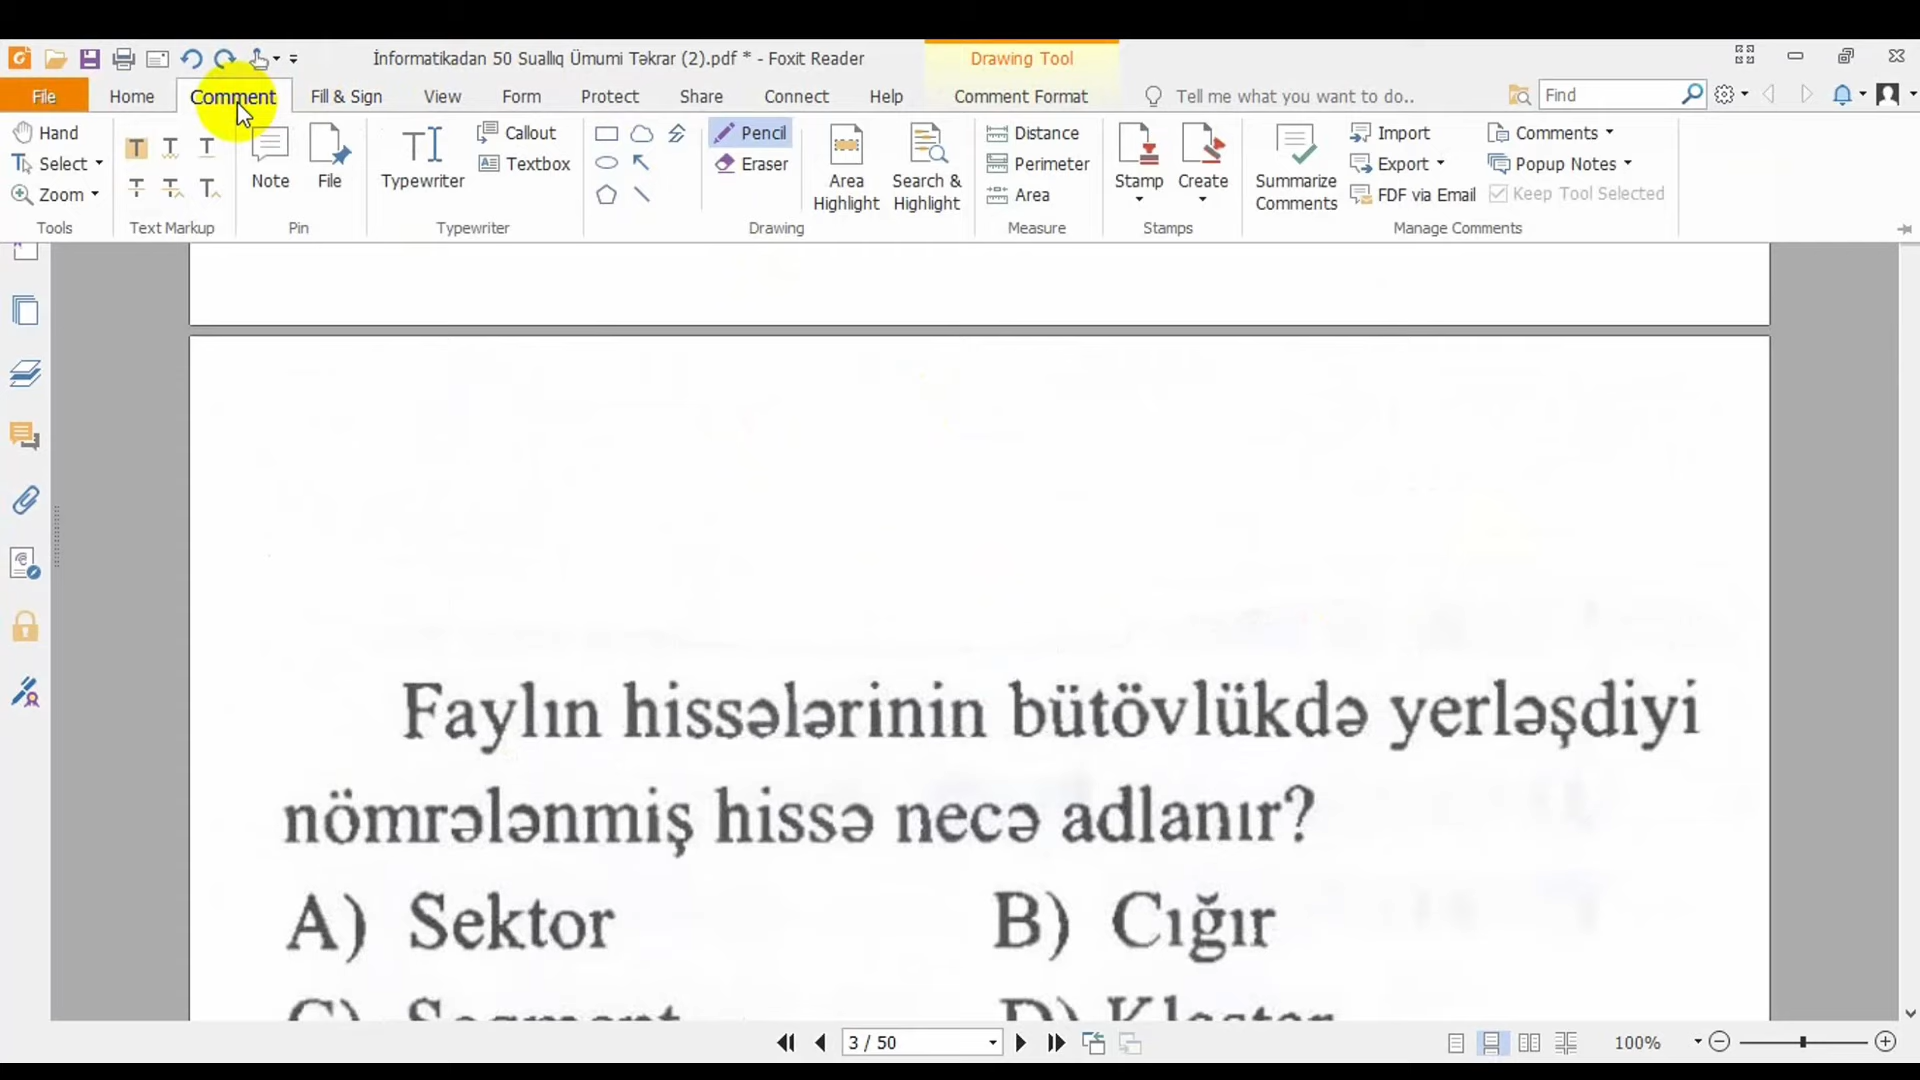 İnformatikadan 50 Suallıq Ümumi Təkrar (2).pdf * - Foxit Reader
Drawing Tool
File Home Comment Fill & Sign View Form Protect Share Connect Help Comment Format Tell me what you want to do.. Find
Hand
Select
Zoom
Tools
Text Markup
Note
File
Pin
Typewriter
Callout
Textbox
Typewriter
Pencil
Eraser
Area
Highlight
Search &
Highlight
Drawing
Distance
Perimeter
Area
Measure
Stamp
Create
Stamps
Summarize
Comments
Import
Export
FDF via Email
Comments
Popup Notes
Keep Tool Selected
Manage Comments
Faylın hissələrinin bütövlükdə yerləşdiyi
nömrələnmiş hissə necə adlanır?
A) Sektor B) Cığır
C) Seqment D) Klaster
3 / 50
100%